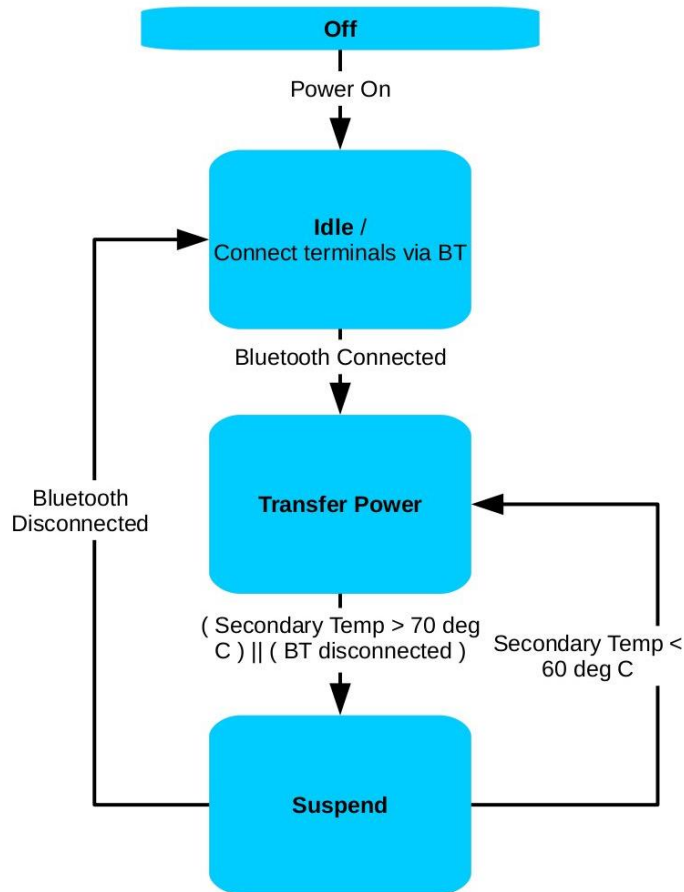 Off
Power On
Idle /
Connect terminals via BT
Bluetooth Connected
Transfer Power
Bluetooth
Disconnected
( Secondary Temp > 70 deg
C ) || ( BT disconnected )
Secondary Temp <
60 deg C
Suspend